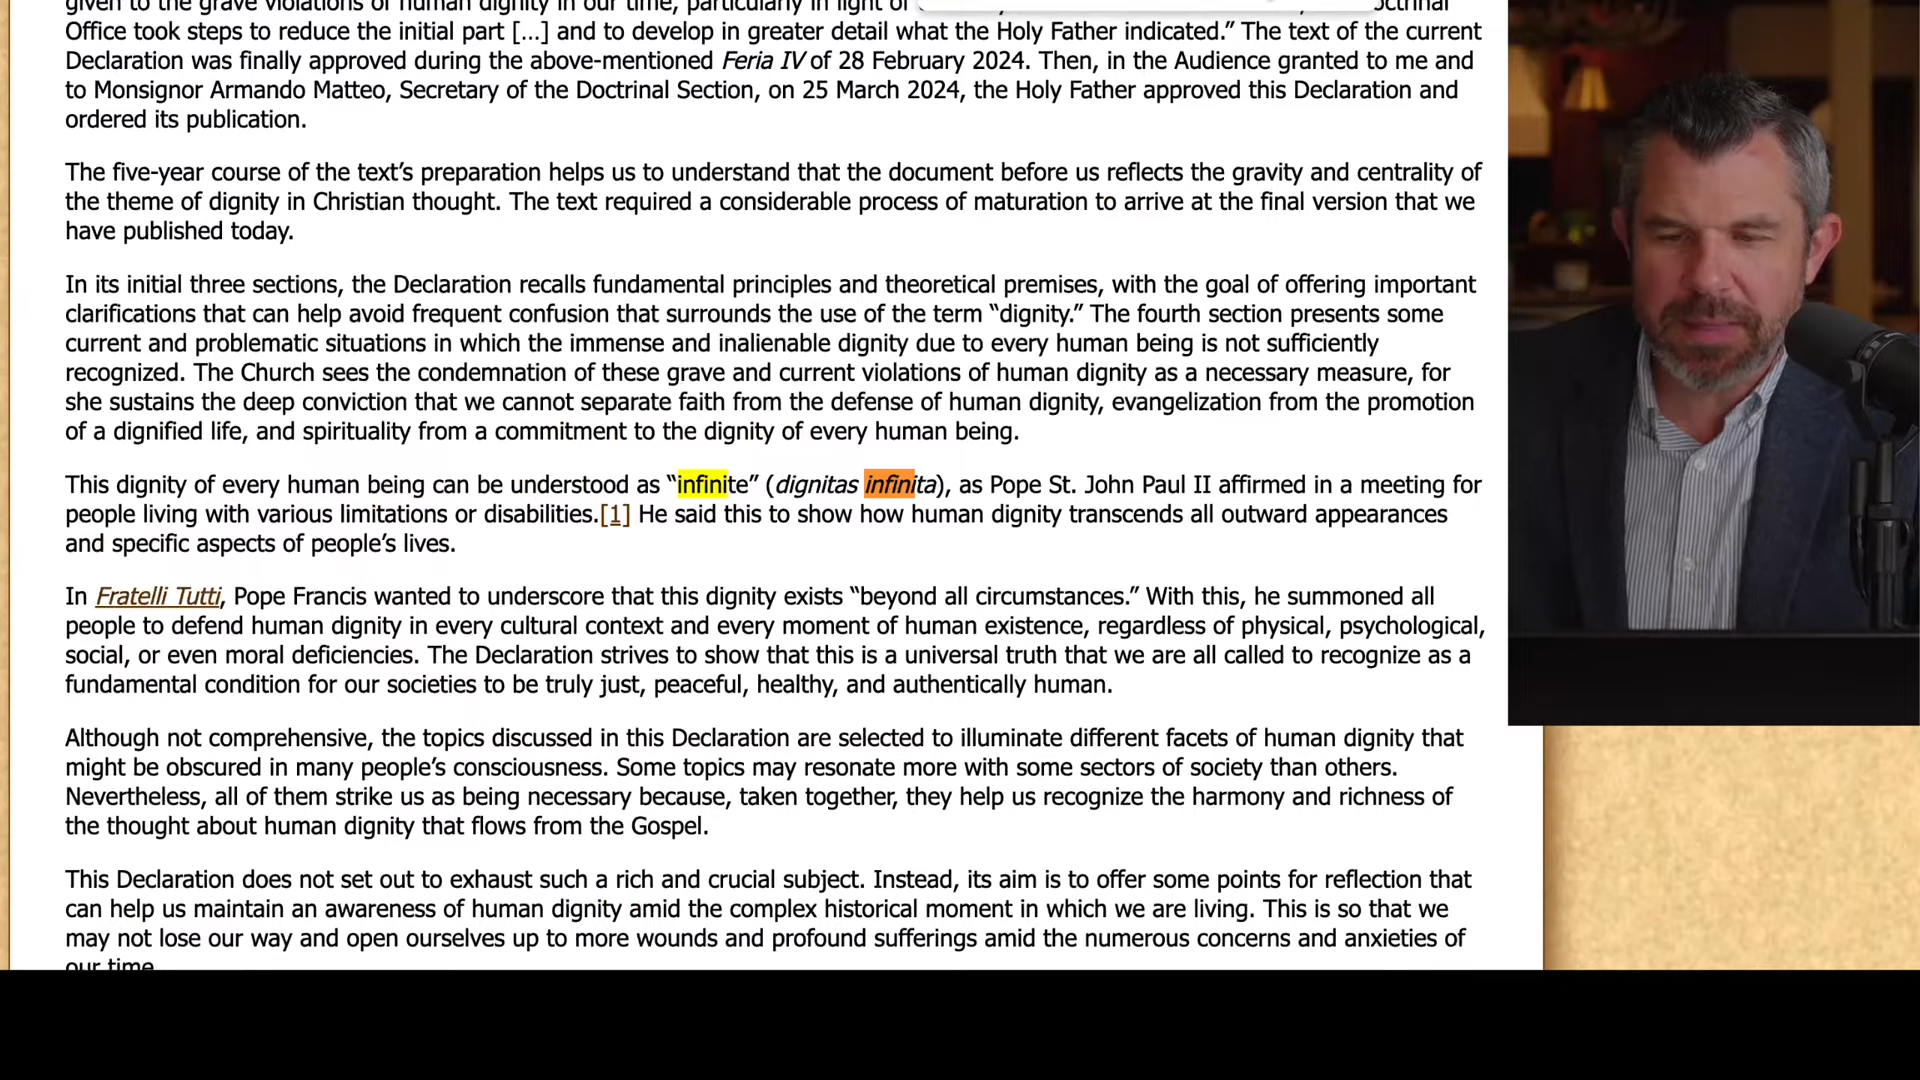 given to the grave violations of human dignity in our time, particularly in light of
Office took steps to reduce the initial part [...] and to develop in greater detail what the Holy Father indicated.” The text of the current
Declaration was finally approved during the above-mentioned Feria IV of 28 February 2024. Then, in the Audience granted to me and
to Monsignor Armando Matteo, Secretary of the Doctrinal Section, on 25 March 2024, the Holy Father approved this Declaration and
ordered its publication.
The five-year course of the text’s preparation helps us to understand that the document before us reflects the gravity and centrality of
the theme of dignity in Christian thought. The text required a considerable process of maturation to arrive at the final version that we
have published today.
In its initial three sections, the Declaration recalls fundamental principles and theoretical premises, with the goal of offering important
clarifications that can help avoid frequent confusion that surrounds the use of the term “dignity.” The fourth section presents some
current and problematic situations in which the immense and inalienable dignity due to every human being is not sufficiently
recognized. The Church sees the condemnation of these grave and current violations of human dignity as a necessary measure, for
she sustains the deep conviction that we cannot separate faith from the defense of human dignity, evangelization from the promotion
of a dignified life, and spirituality from a commitment to the dignity of every human being.
This dignity of every human being can be understood as “infinite” (dignitas infinita), as Pope St. John Paul II affirmed in a meeting for
people living with various limitations or disabilities.[1] He said this to show how human dignity transcends all outward appearances
and specific aspects of people’s lives.
In Fratelli Tutti, Pope Francis wanted to underscore that this dignity exists “beyond all circumstances.” With this, he summoned all
people to defend human dignity in every cultural context and every moment of human existence, regardless of physical, psychological,
social, or even moral deficiencies. The Declaration strives to show that this is a universal truth that we are all called to recognize as a
fundamental condition for our societies to be truly just, peaceful, healthy, and authentically human.
Although not comprehensive, the topics discussed in this Declaration are selected to illuminate different facets of human dignity that
might be obscured in many people’s consciousness. Some topics may resonate more with some sectors of society than others.
Nevertheless, all of them strike us as being necessary because, taken together, they help us recognize the harmony and richness of
the thought about human dignity that flows from the Gospel.
This Declaration does not set out to exhaust such a rich and crucial subject. Instead, its aim is to offer some points for reflection that
can help us maintain an awareness of human dignity amid the complex historical moment in which we are living. This is so that we
may not lose our way and open ourselves up to more wounds and profound sufferings amid the numerous concerns and anxieties of
our time.